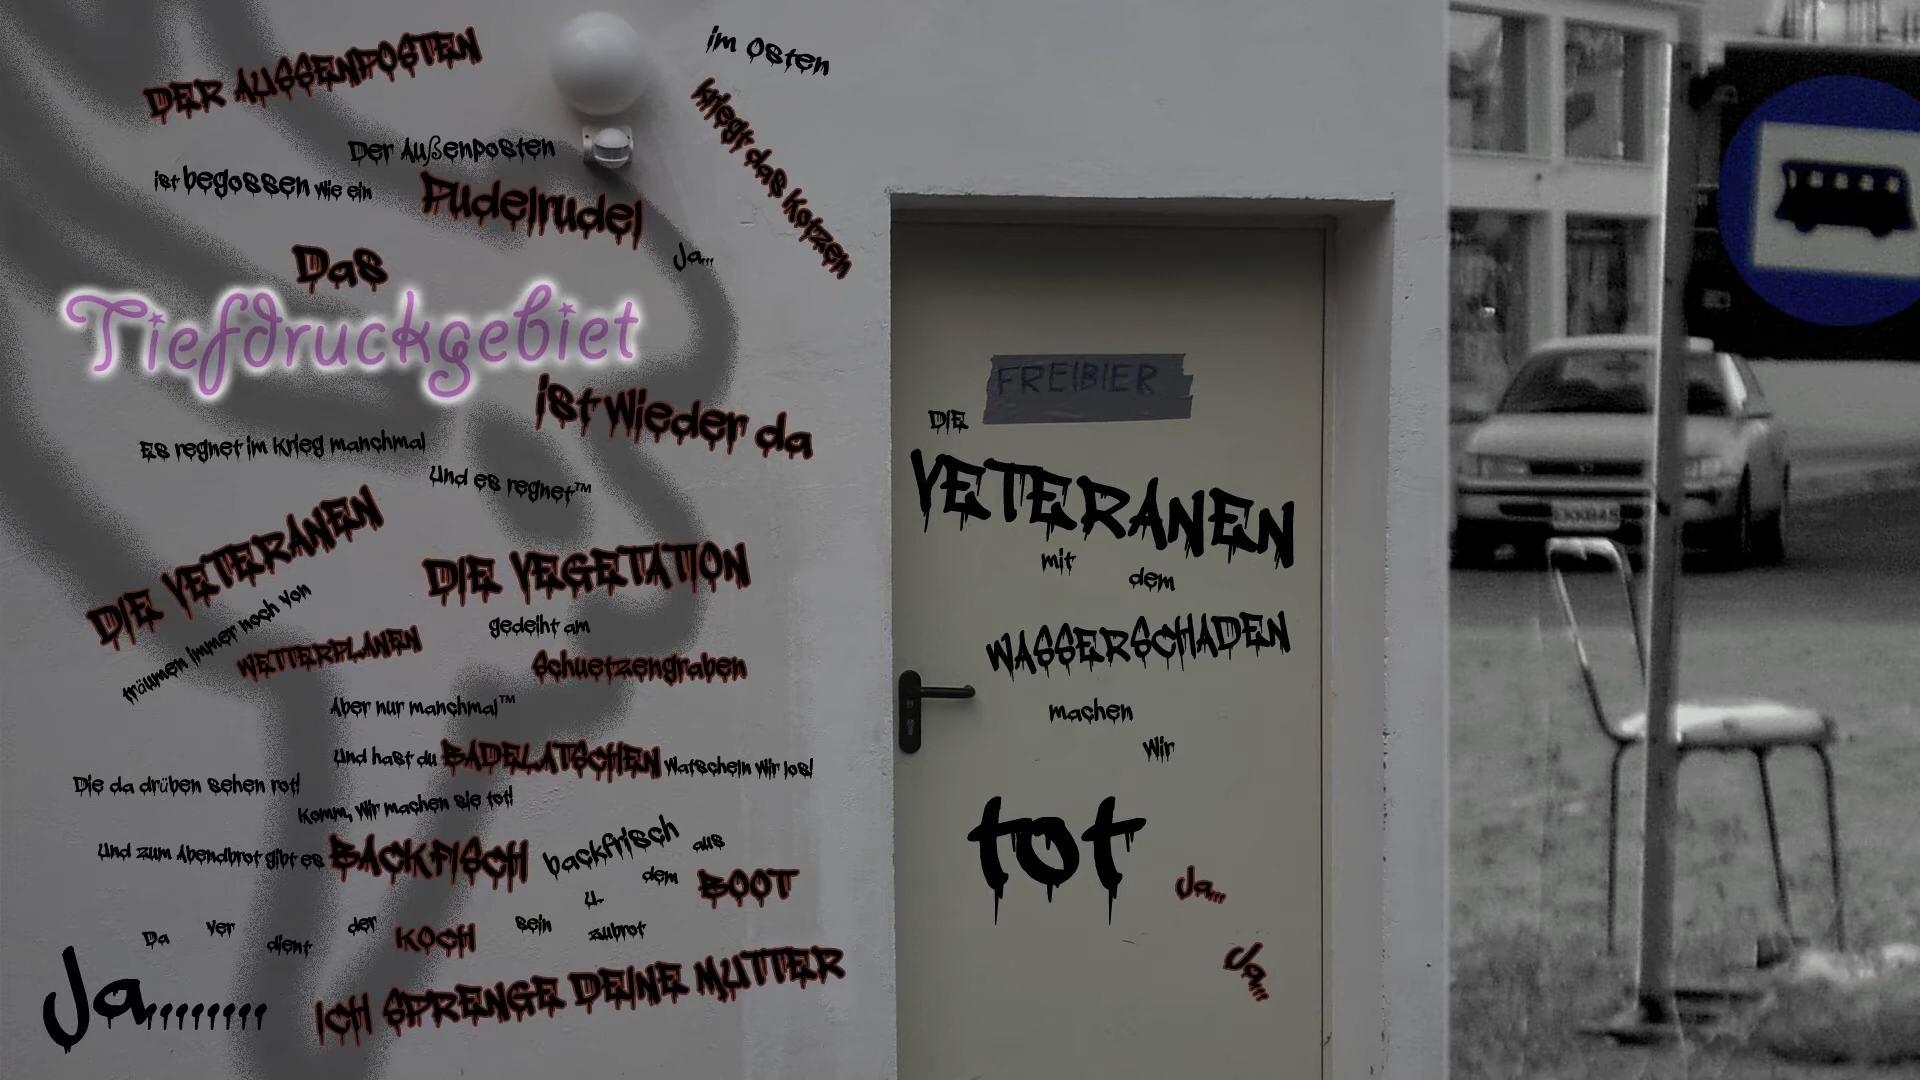 DER AUSSENPOSTEN
im Osten
kriegt das Kotzen
Der Außenposten
ist begossen wie ein Pudelrudel
Ja,,,
Das
Tiefdruckgebiet
ist wieder da
Es regnet im Krieg manchmal
Und es regnet™
DIE VETERANEN
träumen immer noch von
WETTERPLANEN
DIE VEGETATION
gedeiht am
Schuetzengraben
Aber nur manchmal™
Und hast du BADELATSCHEN Watscheln wir los!
Die da drüben sehen rot!
Komm, wir machen sie tot!
Und zum Abendbrot gibt es BACKFISCH backfrisch aus dem BOOT
Da ver dient der KOCH sein u. zubrot
Ja,,,,,,,,
ICH SPRENGE DEINE MUTTER
FREIBIER
DIE
VETERANEN
mit dem
WASSERSCHADEN
machen
wir
tot
Ja,,,
Ja,,,